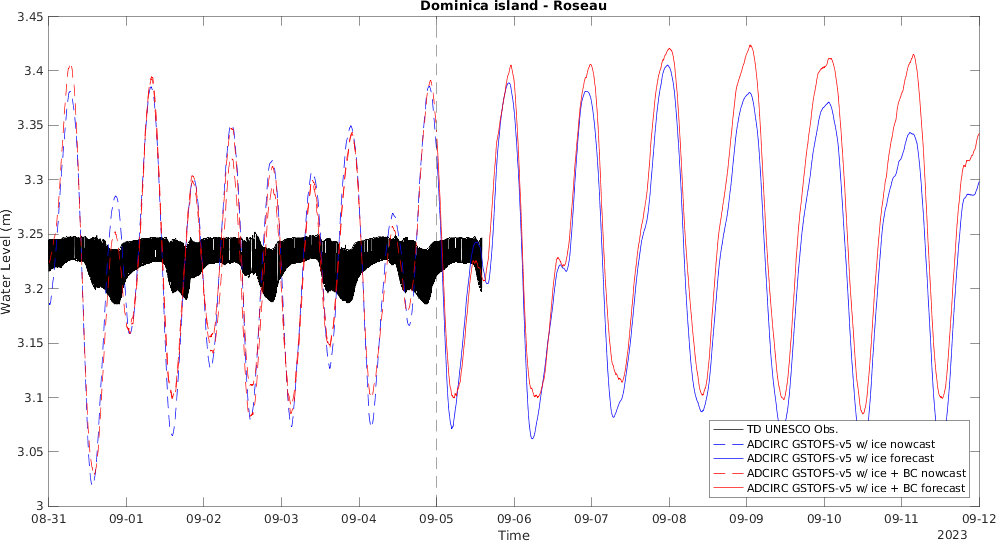 Dominica island - Roseau
3.45
3.4
3.35
3.3
3.25
3.2
3.15
3.1
3.05
3
Water Level (m)
08-31 09-01 09-02 09-03 09-04 09-05 09-06 09-07 09-08 09-09 09-10 09-11 09-12
Time
2023
TD UNESCO Obs.
ADCIRC GSTOFS-v5 w/ ice nowcast
ADCIRC GSTOFS-v5 w/ ice forecast
ADCIRC GSTOFS-v5 w/ ice + BC nowcast
ADCIRC GSTOFS-v5 w/ ice + BC forecast